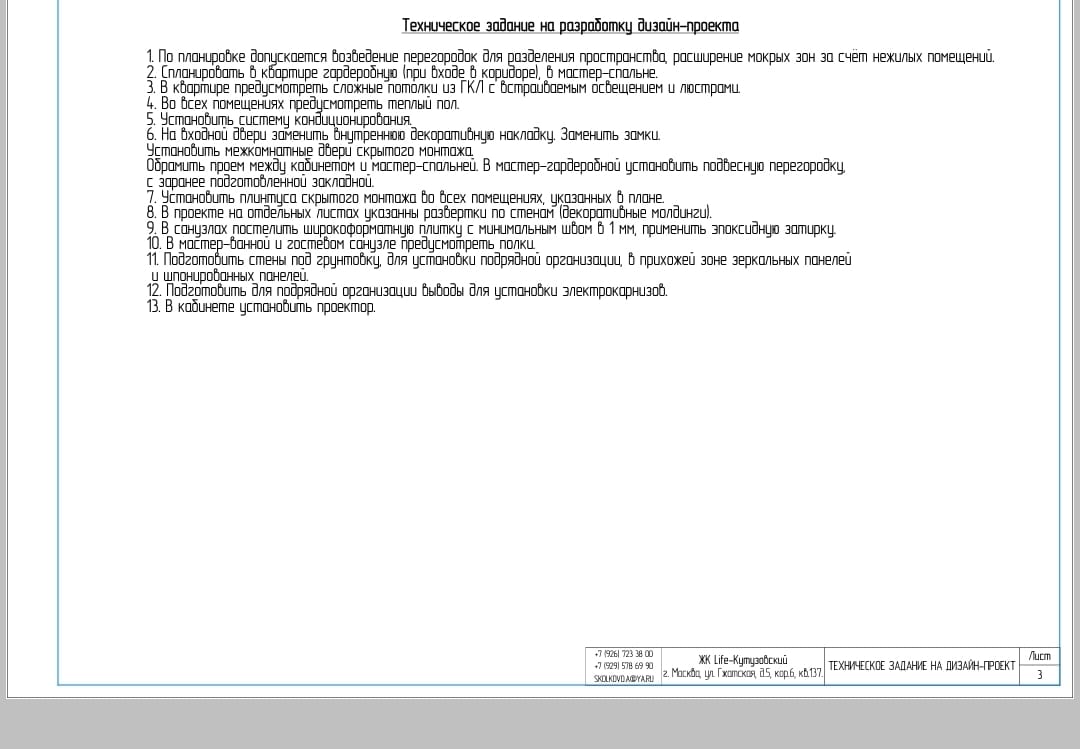 Техническое задание на разработку дизайн-проекта
1. По планировке допускается возведение перегородок для разделения пространства, расширение мокрых зон за счёт нежилых помещений.
2. Спланировать в квартире гардеробную (при входе в коридоре), в мастер-спальне.
3. В квартире предусмотреть сложные потолки из ГКЛ с встраиваемым освещением и люстрами.
4. Во всех помещениях предусмотреть теплый пол.
5. Установить систему кондиционирования.
6. На входной двери заменить внутреннюю декоративную накладку. Заменить замки.
Установить межкомнатные двери скрытого монтажа.
Обрамить проем между кабинетом и мастер-спальней. В мастер-гардеробной установить подвесную перегородку,
с заранее подготовленной закладной.
7. Установить плинтуса скрытого монтажа во всех помещениях, указанных в плане.
8. В проекте на отдельных листах указанны развертки по стенам (декоративные молдинги).
9. В санузлах постелить широкоформатную плитку с минимальным швом в 1 мм, применить эпоксидную затирку.
10. В мастер-ванной и гостевом санузле предусмотреть полки.
11. Подготовить стены под грунтовку, для установки подрядной организации, в прихожей зоне зеркальных панелей
и шпонированных панелей.
12. Подготовить для подрядной организации выводы для установки электрокарнизов.
13. В кабинете установить проектор.
+7 (926) 723 38 00
+7 (929) 578 69 90
SKOLKOVO.A@YA.RU
ЖК Life-Кутузовский
г. Москва, ул. Гжатская, д.5, кор.6, кв.137.
ТЕХНИЧЕСКОЕ ЗАДАНИЕ НА ДИЗАЙН-ПРОЕКТ
Лист
3